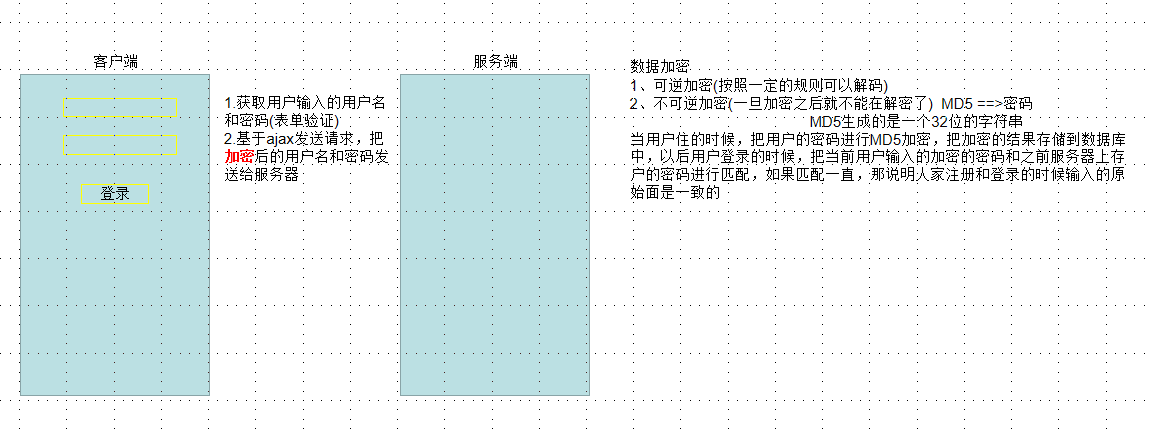 客户端
登录
1.获取用户输入的用户名
和密码(表单验证)
2.基于ajax发送请求，把
加密后的用户名和密码发
送给服务器
服务端
数据加密
1、可逆加密(按照一定的规则可以解码)
2、不可逆加密(一旦加密之后就不能在解密了) MD5 ==>密码
MD5生成的是一个32位的字符串
当用户住的时候，把用户的密码进行MD5加密，把加密的结果存储到数据库
中，以后用户登录的时候，把当前用户输入的加密的密码和之前服务器上存
户的密码进行匹配，如果匹配一直，那说明人家注册和登录的时候输入的原
始面是一致的